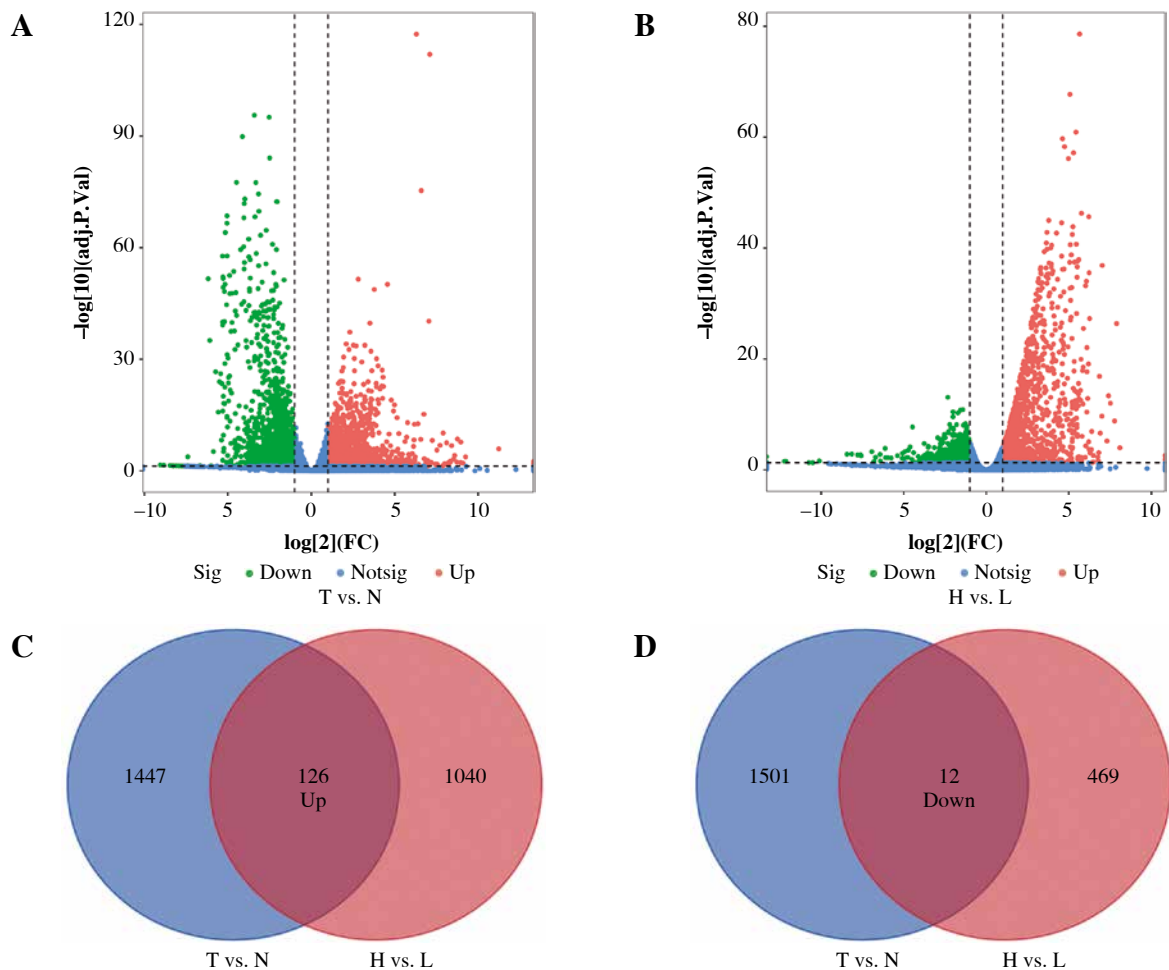 A
–log[10](adj.P.Val)
120
90
60
30
0
–10 –5 0 5 10
log[2](FC)
Sig Down Notsig Up
T vs. N
B
–log[10](adj.P.Val)
80
60
40
20
0
–10 5 0 5 10
log[2](FC)
Sig Down Notsig Up
H vs. L
C
1447 126 1040
Up
T vs. N H vs. L
D
1501 12 469
Down
T vs. N H vs. L